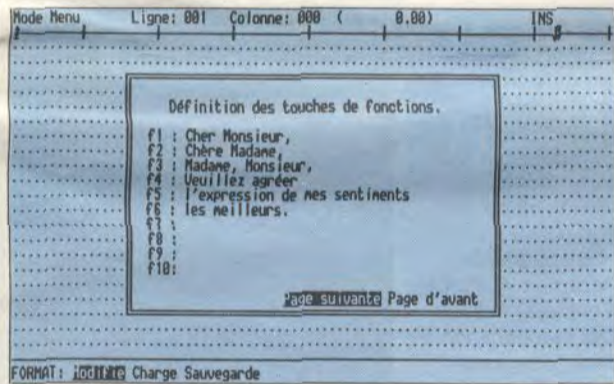 Mode Menu Ligne: 001 Colonne: 000 ( 0.00) INS
Définition des touches de fonctions.
f1 : Cher Monsieur,
f2 : Chère Madame,
f3 : Madame, Monsieur,
f4 : Veuillez agréer
f5 : l'expression de mes sentiments
f6 : les meilleurs.
f7 :
f8 :
f9 :
f10:
Page suivante Page d'avant
FORMAT: Modifie Charge Sauvegarde